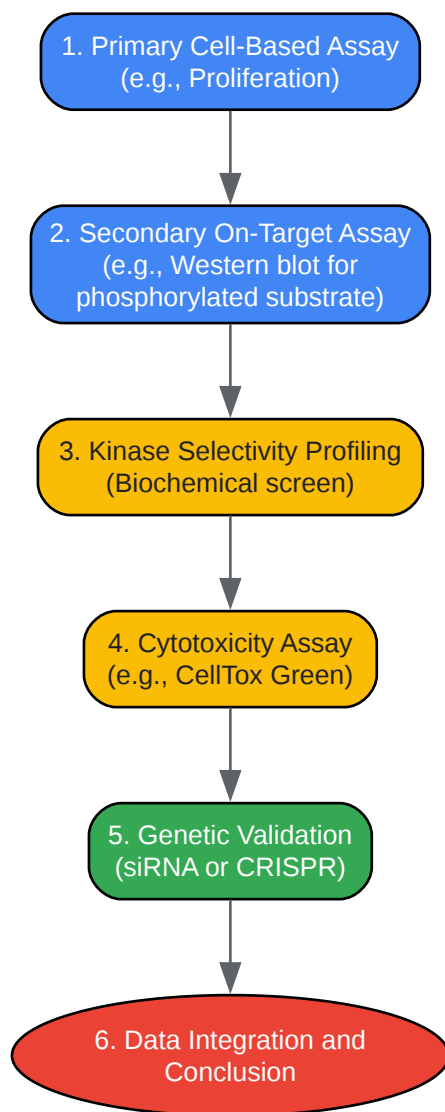 1. Primary Cell-Based Assay
(e.g., Proliferation)
2. Secondary On-Target Assay
(e.g., Western blot for
phosphorylated substrate)
3. Kinase Selectivity Profiling
(Biochemical screen)
4. Cytotoxicity Assay
(e.g., CellTox Green)
5. Genetic Validation
(siRNA or CRISPR)
6. Data Integration and
Conclusion